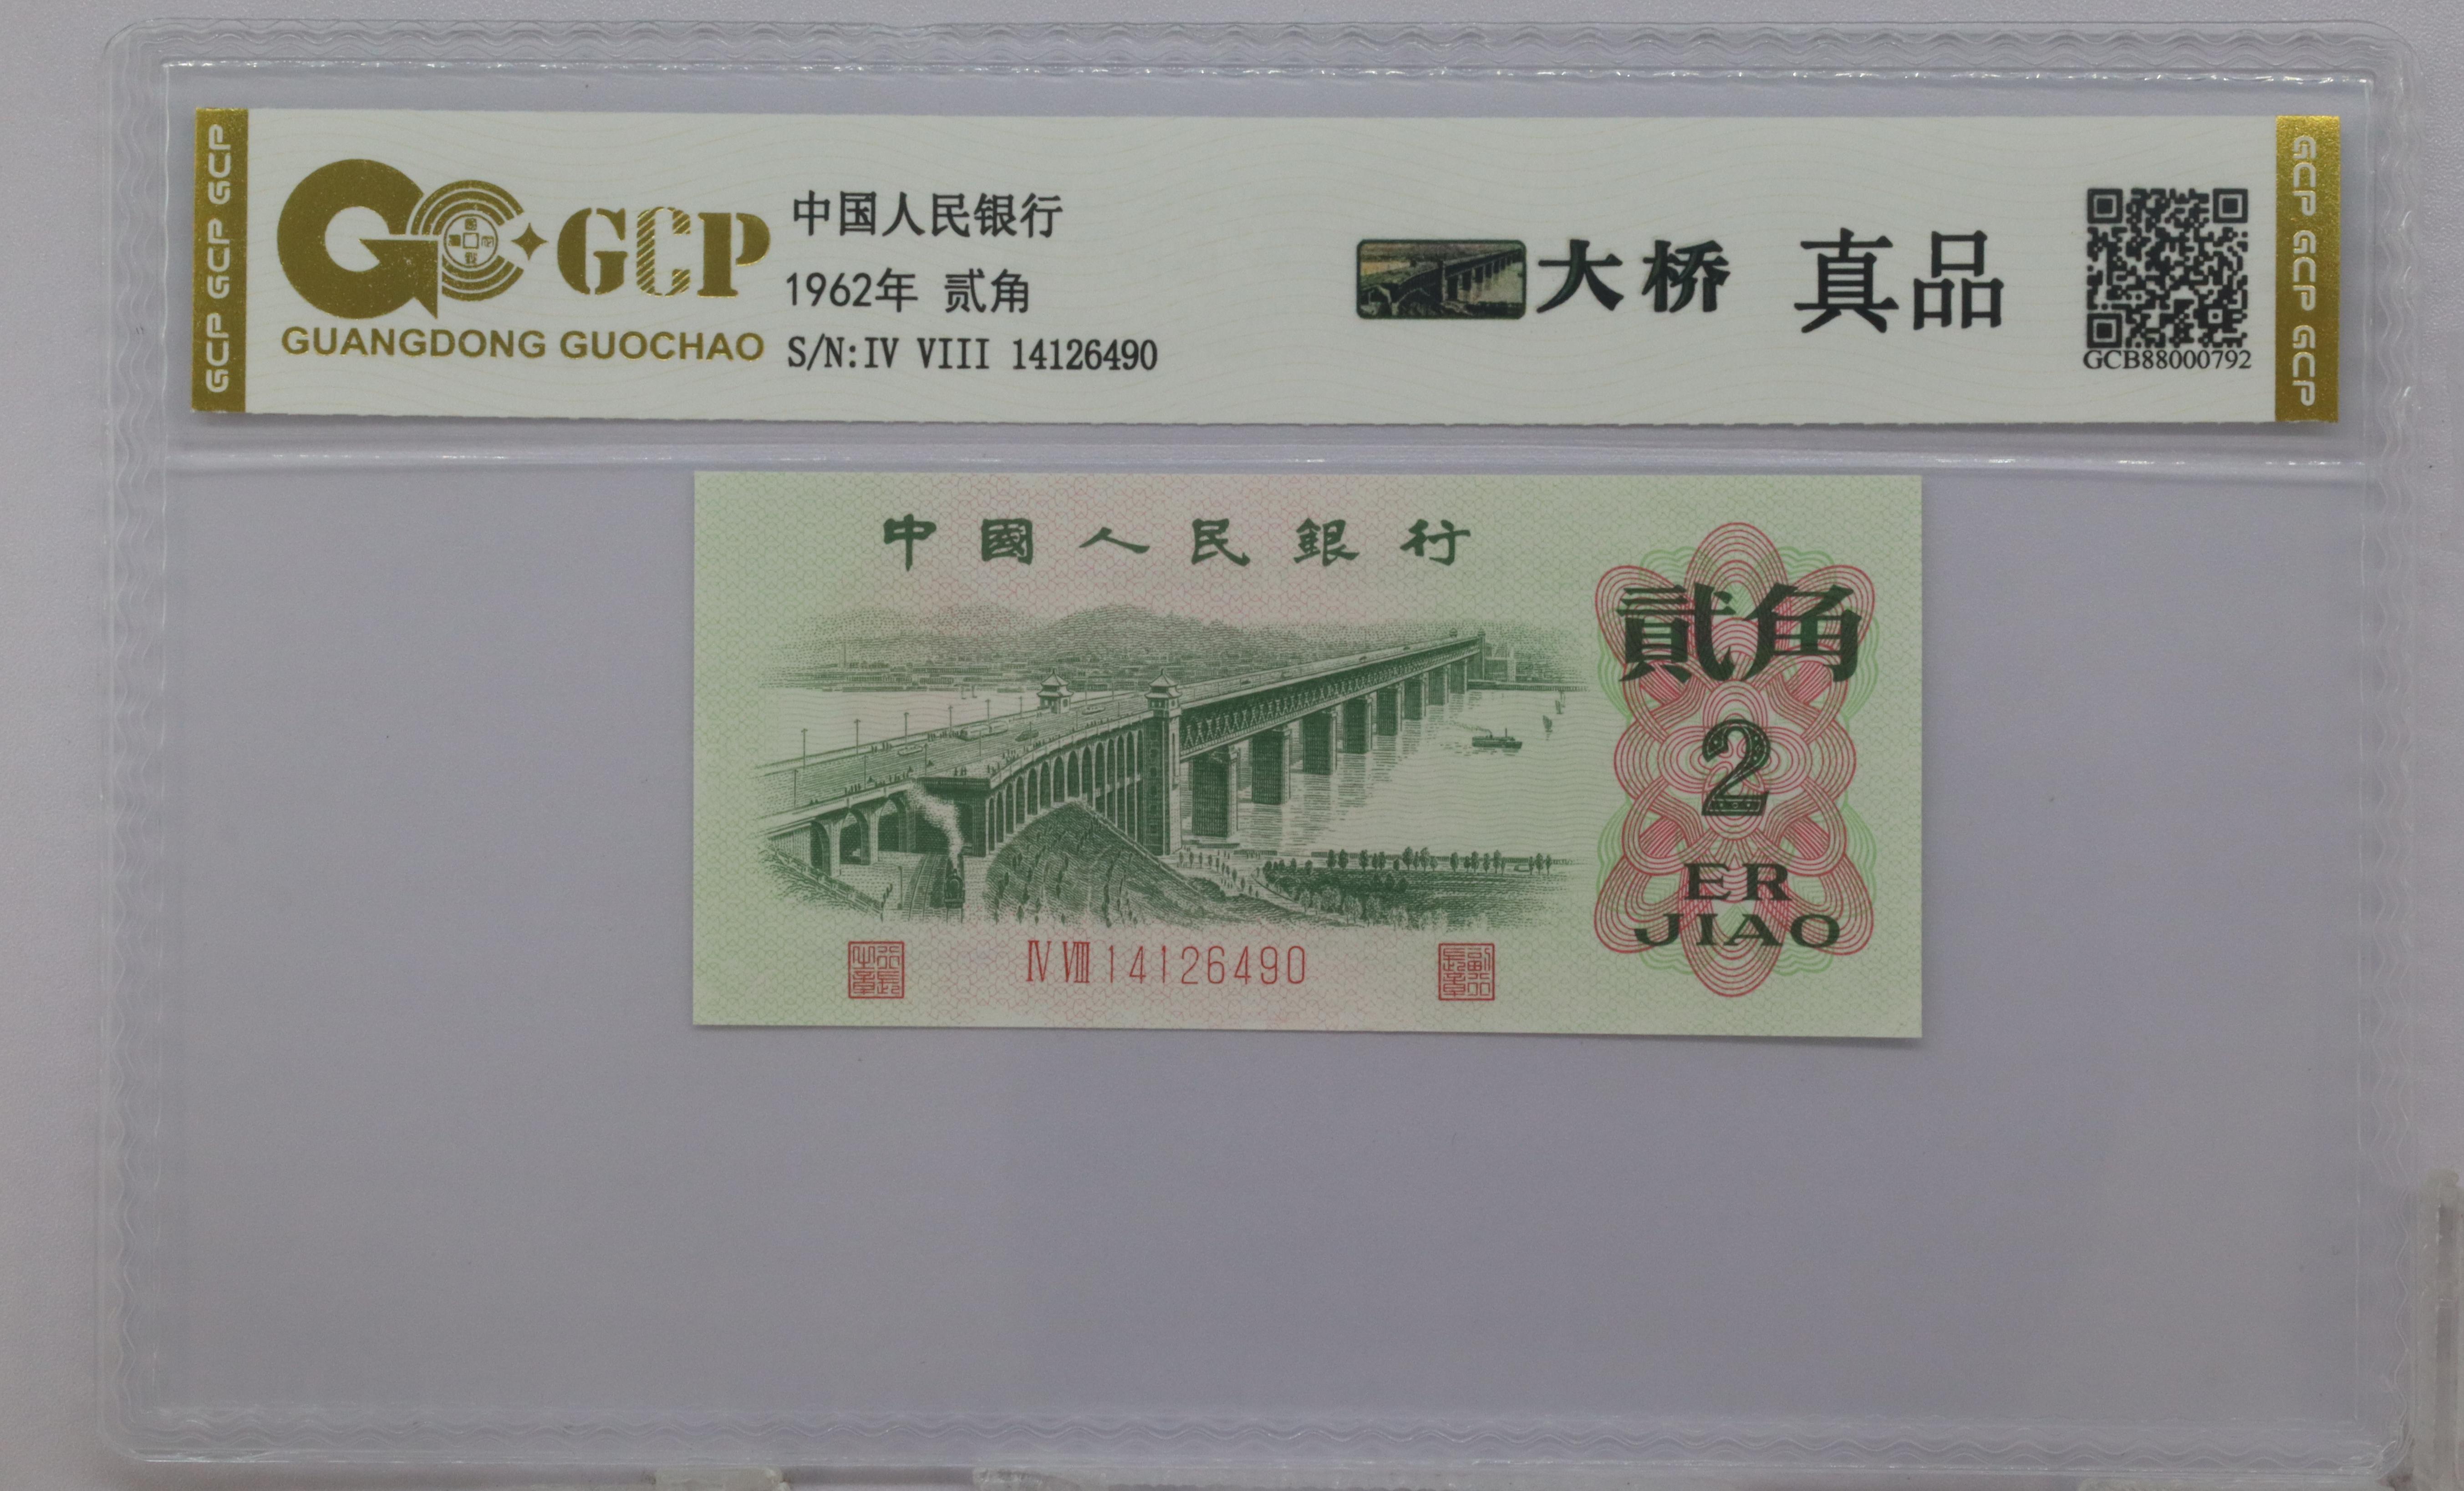 GCP GCP GCP
GCP
GUANGDONG GUOCHAO
中国人民银行
1962年 贰角
S/N:IV VIII 14126490
大桥 真品
GCB88000792
GCP GCP GCP
中國人民銀行
貳角
2
ER
JIAO
IV VIII 14126490